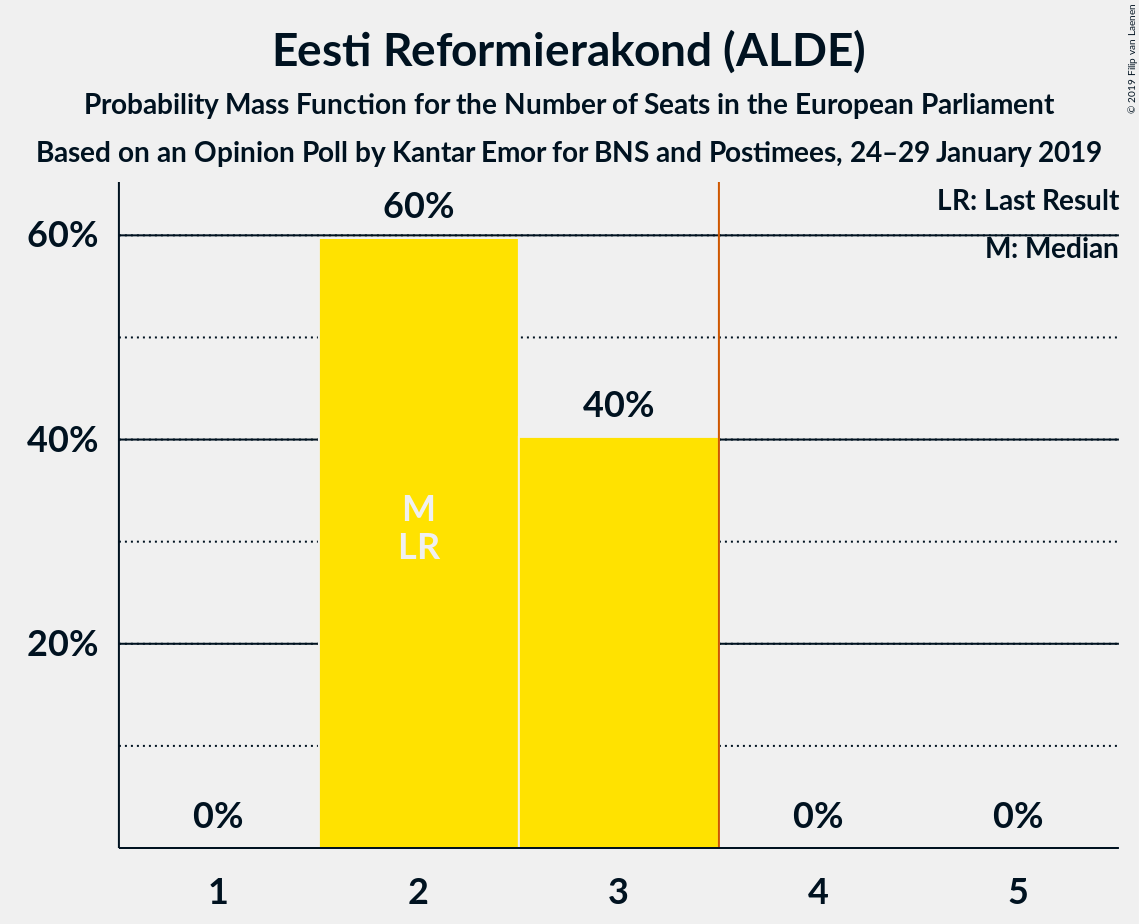 Eesti Reformierakond (ALDE)
Probability Mass Function for the Number of Seats in the European Parliament
Based on an Opinion Poll by Kantar Emor for BNS and Postimees, 24–29 January 2019
© 2019 Filip van Laenen
LR: Last Result
M: Median
60%
40%
20%
60%
40%
M
LR
0%
0%
0%
1
2
3
4
5